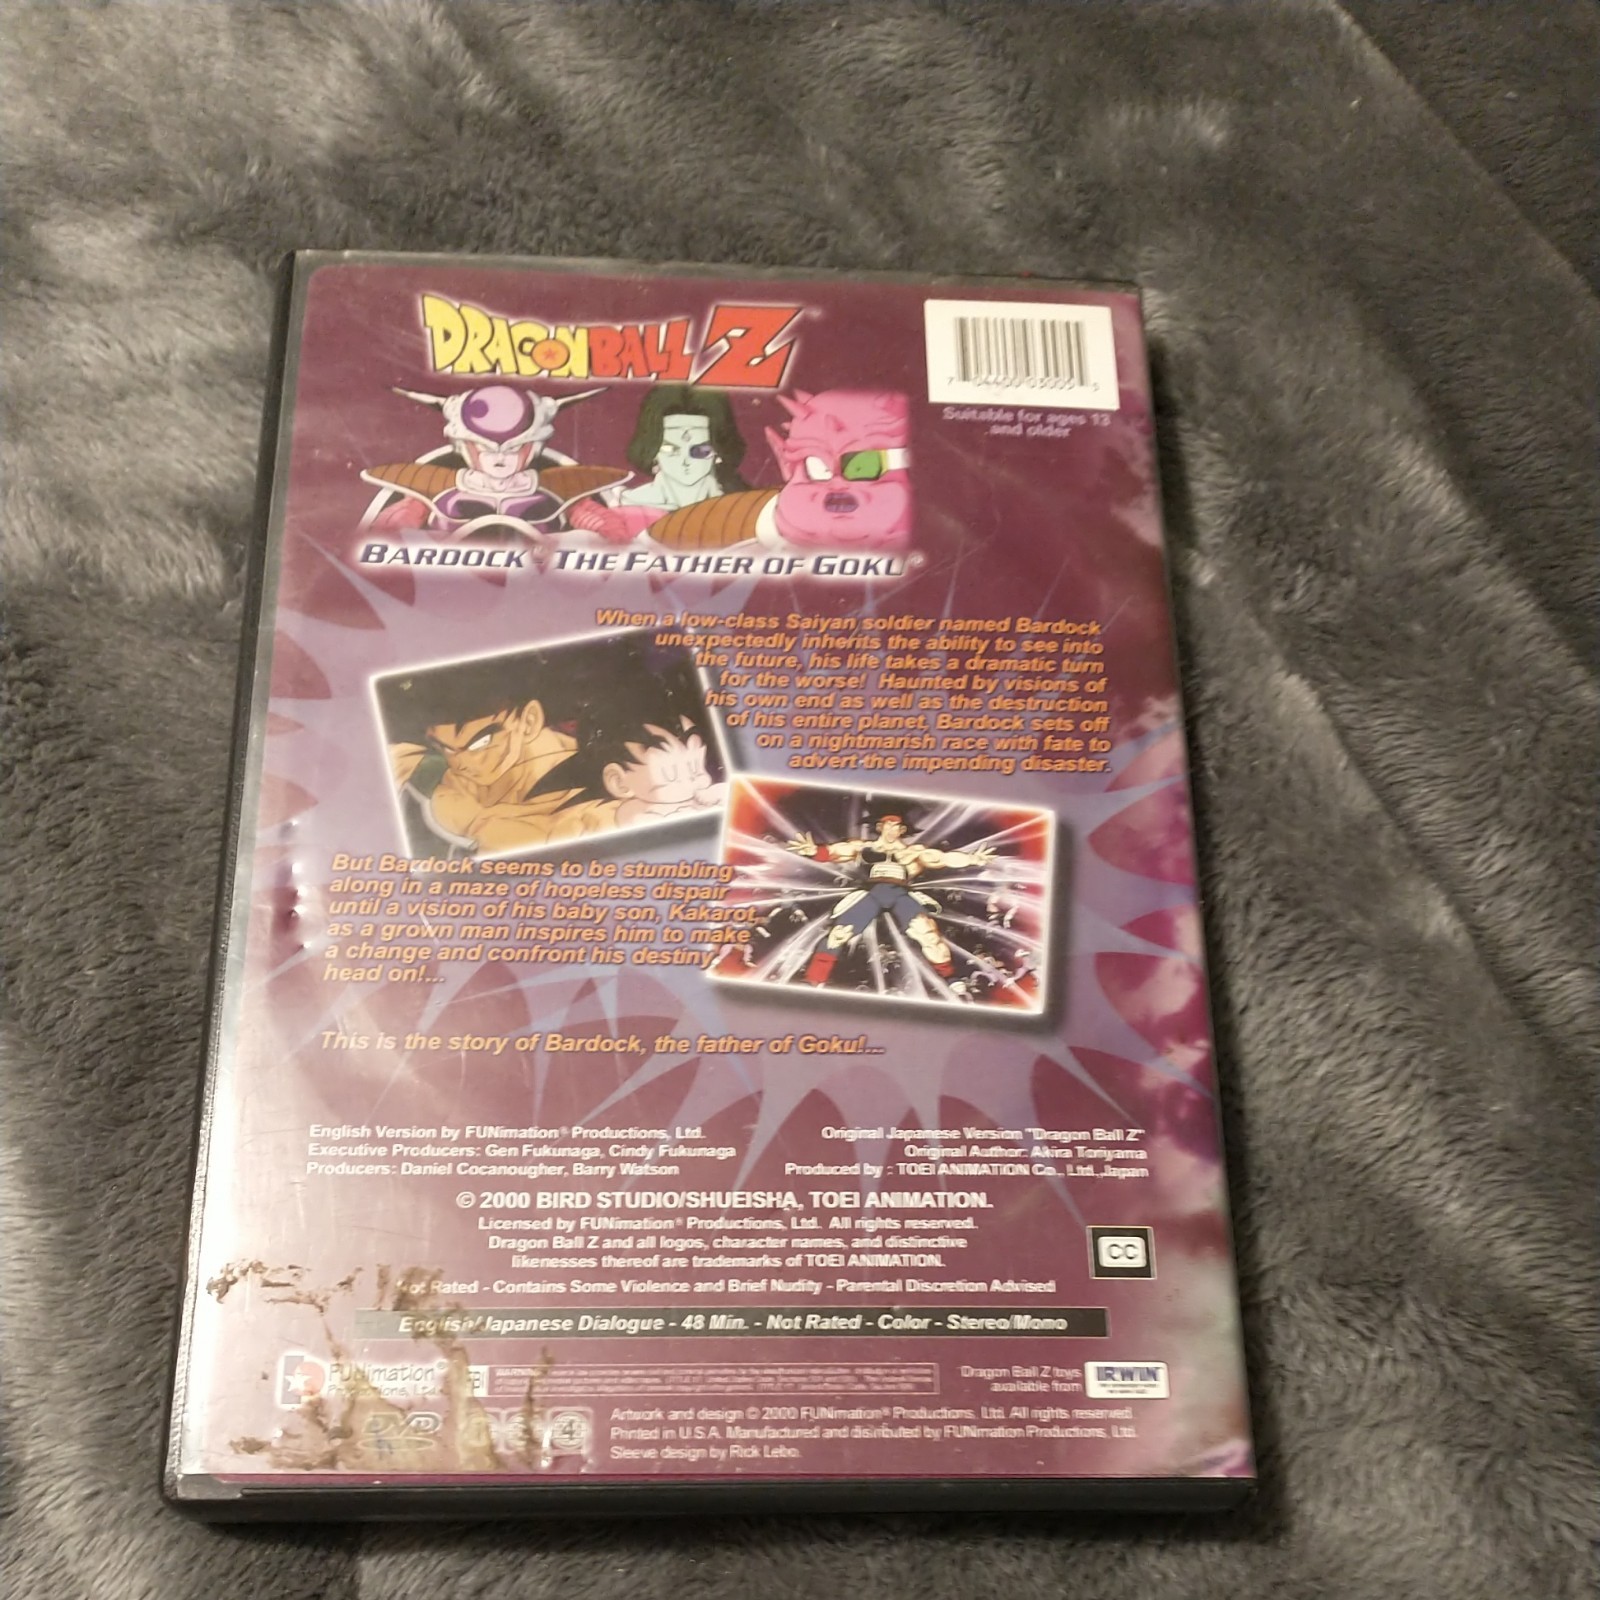 DRAGON BALL Z™
7 04400 03005 5
Suitable for ages 13
and older
BARDOCK® THE FATHER OF GOKU®
When a low-class Saiyan soldier named Bardock
unexpectedly inherits the ability to see into
the future, his life takes a dramatic turn
for the worse! Haunted by visions of
his own end as well as the destruction
of his entire planet, Bardock sets off
on a nightmarish race with fate to
advert the impending disaster.
But Bardock seems to be stumbling
along in a maze of hopeless dispair
until a vision of his baby son, Kakarot,
as a grown man inspires him to make
a change and confront his destiny
head on!...
This is the story of Bardock, the father of Goku!...
English Version by FUNimation® Productions, Ltd.
Executive Producers: Gen Fukunaga, Cindy Fukunaga
Producers: Daniel Cocanougher, Barry Watson
Original Japanese Version "Dragon Ball Z"
Original Author: Akira Toriyama
Produced by : TOEI ANIMATION Co., Ltd.,Japan
© 2000 BIRD STUDIO/SHUEISHA, TOEI ANIMATION.
Licensed by FUNimation® Productions, Ltd. All rights reserved.
Dragon Ball Z and all logos, character names, and distinctive
likenesses thereof are trademarks of TOEI ANIMATION.
CC
Not Rated - Contains Some Violence and Brief Nudity - Parental Discretion Advised
English/Japanese Dialogue - 48 Min. - Not Rated - Color - Stereo/Mono
FUNimation®
Productions, Ltd.
WARNING
Dragon Ball Z toys
available from
IRWIN
DVD
4
Artwork and design © 2000 FUNimation® Productions, Ltd. All rights reserved.
Printed in U.S.A. Manufactured and distributed by FUNimation Productions, Ltd.
Sleeve design by Rick Lebo.